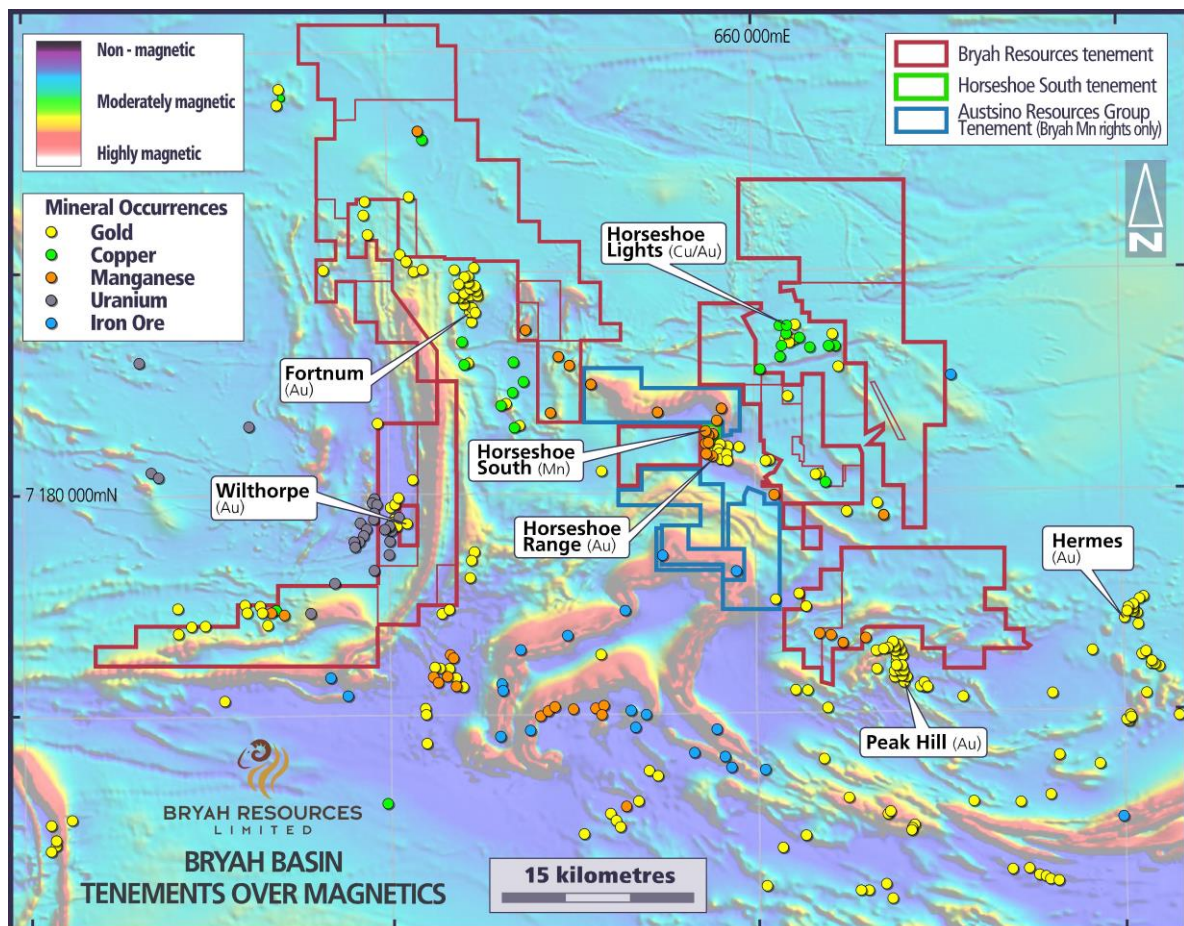 Non - magnetic
Moderately magnetic
Highly magnetic
660 000mE
Bryah Resources tenement
Horseshoe South tenement
Austsino Resources Group
Tenement (Bryah Mn rights only)
N
Mineral Occurrences
Gold
Copper
Manganese
Uranium
Iron Ore
Horseshoe
Lights (Cu/Au)
Fortnum
(Au)
Horseshoe
South (Mn)
7 180 000mN
Wilthorpe
(Au)
Horseshoe
Range (Au)
Hermes
(Au)
Peak Hill (Au)
BRYAH RESOURCES
LIMITED
BRYAH BASIN
TENEMENTS OVER MAGNETICS
15 kilometres